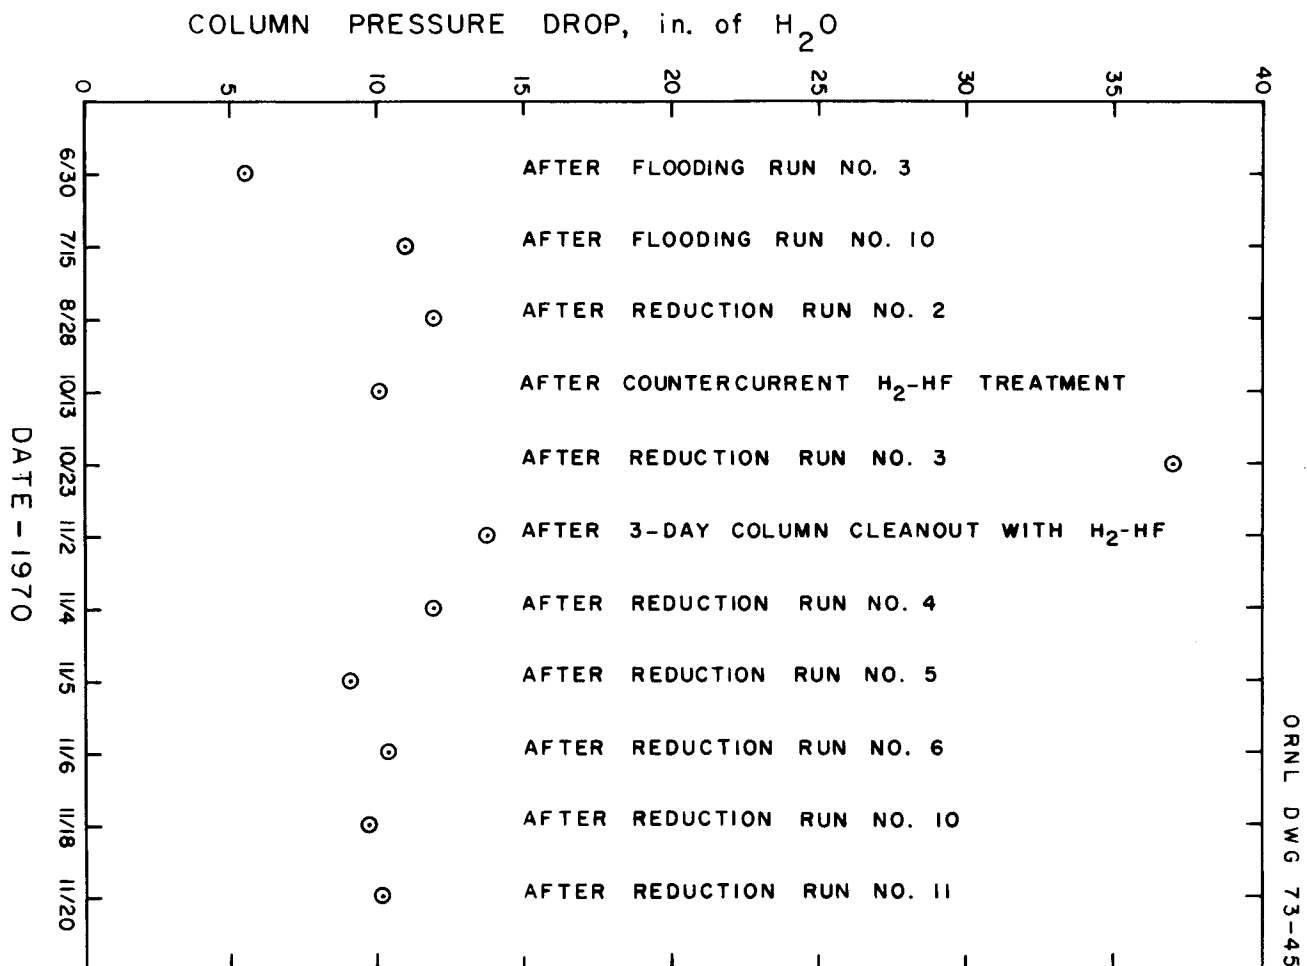 COLUMN PRESSURE DROP, in. of H₂O
0 5 10 15 20 25 30 35 40
6/30 AFTER FLOODING RUN NO. 3
7/15 AFTER FLOODING RUN NO. 10
8/28 AFTER REDUCTION RUN NO. 2
10/13 AFTER COUNTERCURRENT H₂-HF TREATMENT
10/23 AFTER REDUCTION RUN NO. 3
11/2 AFTER 3-DAY COLUMN CLEANOUT WITH H₂-HF
11/4 AFTER REDUCTION RUN NO. 4
11/5 AFTER REDUCTION RUN NO. 5
11/6 AFTER REDUCTION RUN NO. 6
11/18 AFTER REDUCTION RUN NO. 10
11/20 AFTER REDUCTION RUN NO. 11
DATE - 1970
ORNL DWG 73-45